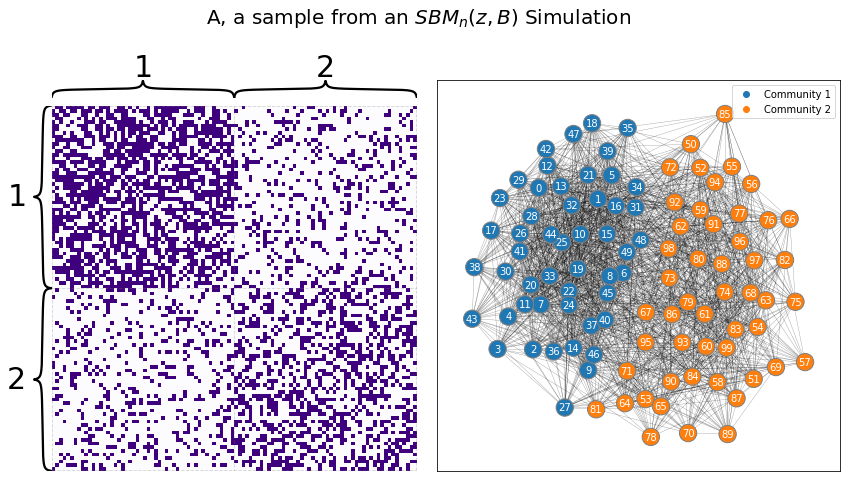 A, a sample from an $SBM_n(z, B)$ Simulation
1 2
1
2
Community 1
Community 2
85
18
47 35
50
42 39
12 72 52 55
21 5
29 0 13 34 94 56
23 32 1 16 31 92 59 77
28 62 91 76 66
17 26 44 10 15 48 96
41 25 49 98 80 88 97 82
38 30 33 19 8 6 73
20 22 45 74 68 63 75
11 7 24 79
43 4 37 40 67 86 61 83 54
3 2 36 14 46 95 93 60 99
9 71 57
90 84 58 51 69
27 81 64 53 65 87
78 70 89